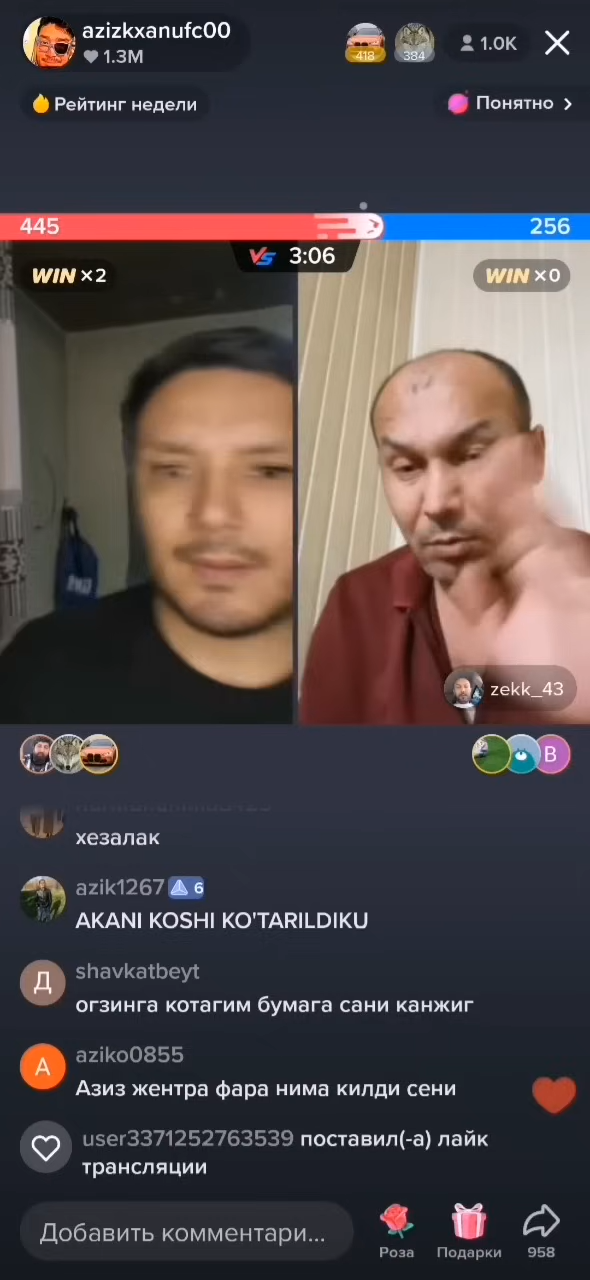 azizkxanufc00
1.3M
418
384
1.0K
Рейтинг недели
Понятно
445
256
VS 3:06
WIN ×2
WIN ×0
zekk_43
B
хезалак
azik1267 6
AKANI KOSHI KO'TARILDIKU
Д
shavkatbeyt
огзинга котагим бумага сани канжиг
A
aziko0855
Азиз жентра фара нима килди сени
user3371252763539 поставил(-а) лайк
трансляции
Добавить комментари...
Роза
Подарки
958